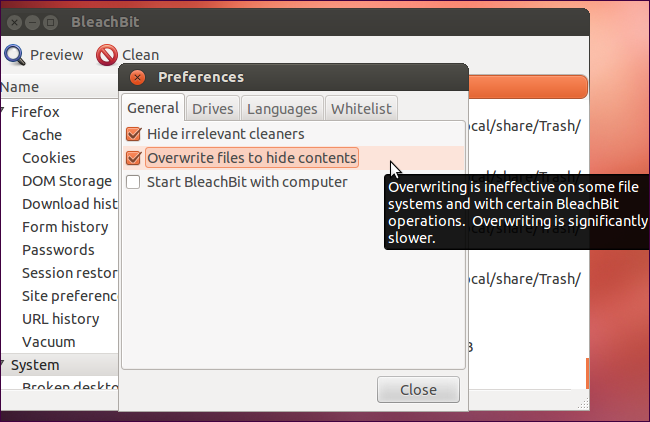 BleachBit
Preview
Clean
Name
Preferences
General
Drives
Languages
Whitelist
Hide irrelevant cleaners
Overwrite files to hide contents
Start BleachBit with computer
Overwriting is ineffective on some file
systems and with certain BleachBit
operations.  Overwriting is significantly
slower.
Close
Firefox
Cache
Cookies
DOM Storage
Download hist
Form history
Passwords
Session restor
Site preferenc
URL history
Vacuum
System
Broken deskto
ocal/share/Trash/
ocal/share/Trash/
ocal/share/Trash/
ocal/share/Trash/